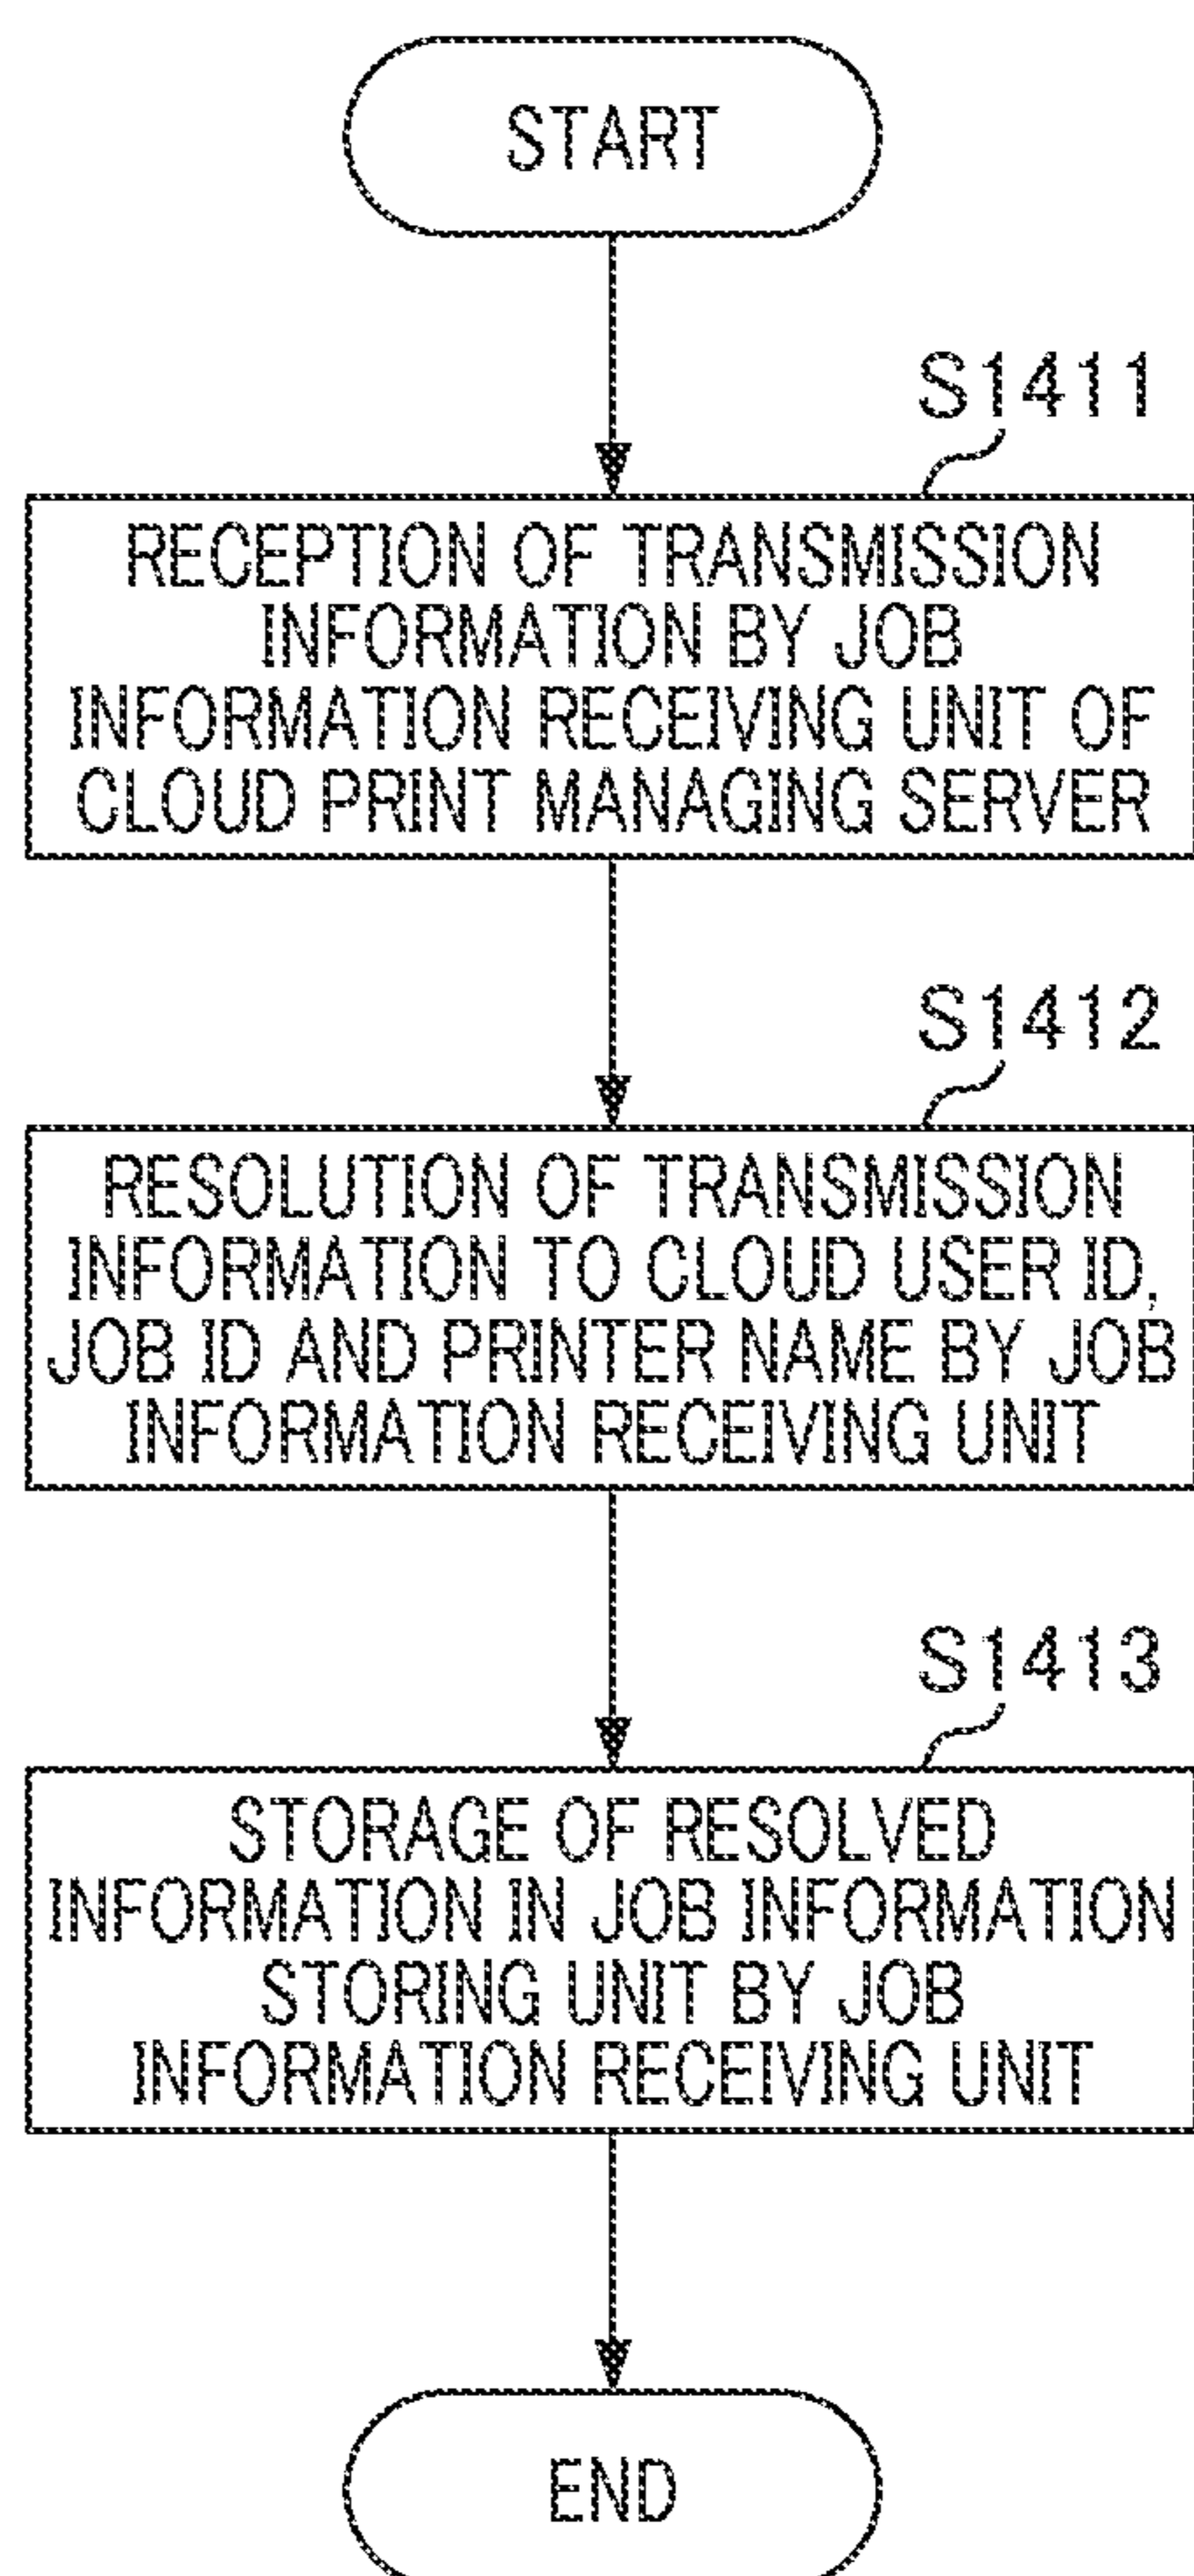 START
S1411
RECEPTION OF TRANSMISSION
INFORMATION BY JOB
INFORMATION RECEIVING UNIT OF
CLOUD PRINT MANAGING SERVER
S1412
RESOLUTION OF TRANSMISSION
INFORMATION TO CLOUD USER ID,
JOB ID AND PRINTER NAME BY JOB
INFORMATION RECEIVING UNIT
S1413
STORAGE OF RESOLVED
INFORMATION IN JOB INFORMATION
STORING UNIT BY JOB
INFORMATION RECEIVING UNIT
END